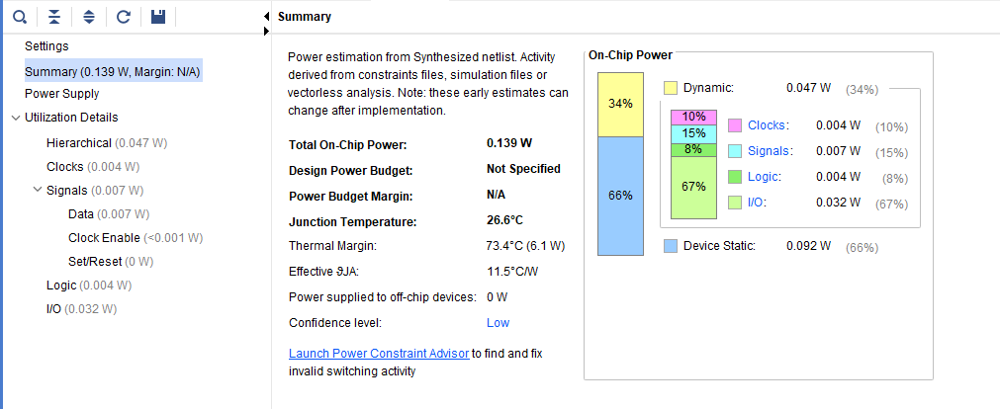 Summary
Settings
Summary (0.139 W, Margin: N/A)
Power Supply
Utilization Details
Hierarchical (0.047 W)
Clocks (0.004 W)
Signals (0.007 W)
Data (0.007 W)
Clock Enable (<0.001 W)
Set/Reset (0 W)
Logic (0.004 W)
I/O (0.032 W)
Power estimation from Synthesized netlist. Activity
derived from constraints files, simulation files or
vectorless analysis. Note: these early estimates can
change after implementation.
Total On-Chip Power: 0.139 W
Design Power Budget: Not Specified
Power Budget Margin: N/A
Junction Temperature: 26.6°C
Thermal Margin: 73.4°C (6.1 W)
Effective ϑJA: 11.5°C/W
Power supplied to off-chip devices: 0 W
Confidence level: Low
Launch Power Constraint Advisor to find and fix
invalid switching activity
On-Chip Power
34%
66%
Dynamic: 0.047 W (34%)
10%
15%
8%
67%
Clocks: 0.004 W (10%)
Signals: 0.007 W (15%)
Logic: 0.004 W (8%)
I/O: 0.032 W (67%)
Device Static: 0.092 W (66%)